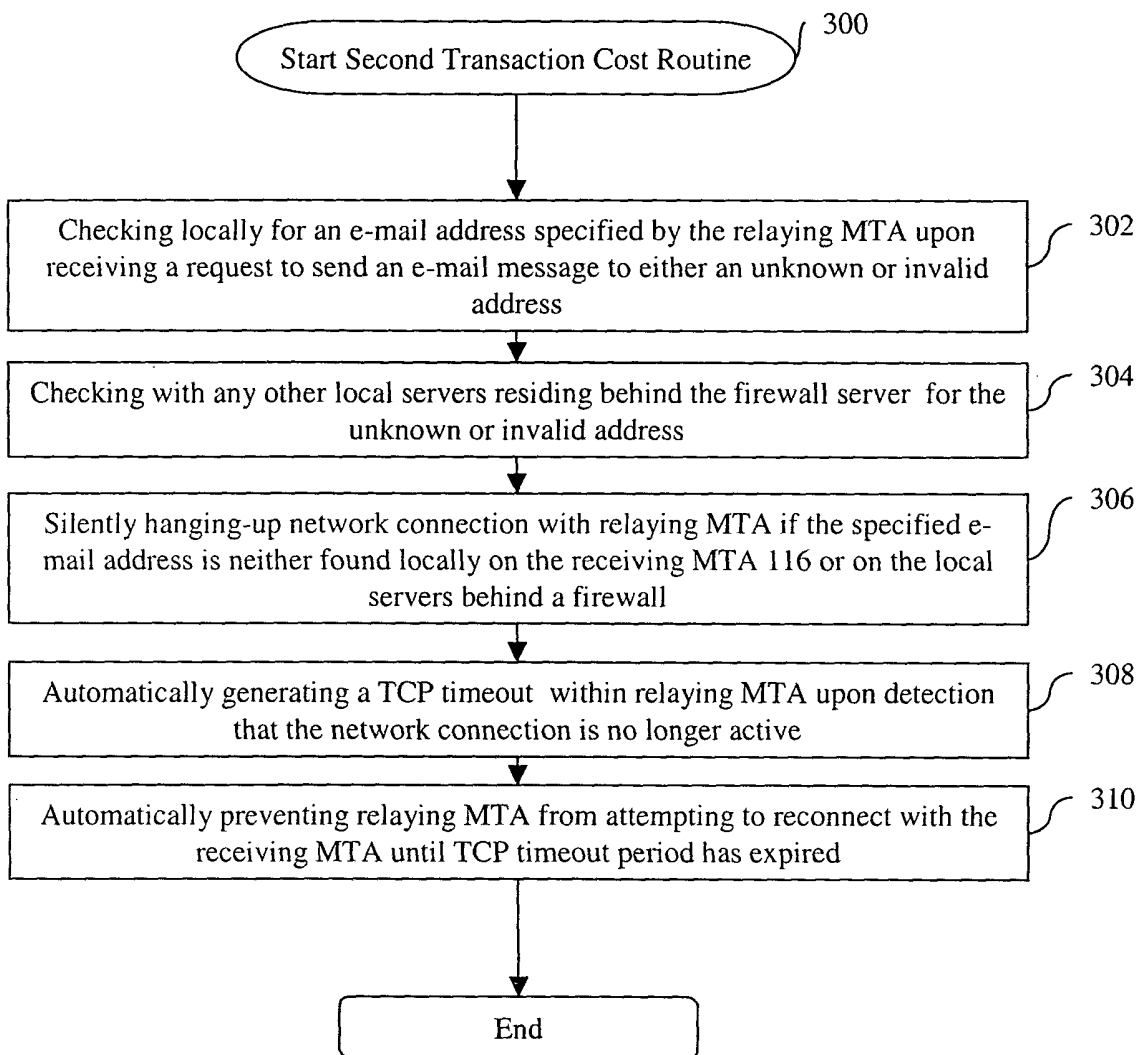 300
Start Second Transaction Cost Routine
302
Checking locally for an e-mail address specified by the relaying MTA upon
receiving a request to send an e-mail message to either an unknown or invalid
address
304
Checking with any other local servers residing behind the firewall server for the
unknown or invalid address
306
Silently hanging-up network connection with relaying MTA if the specified e-
mail address is neither found locally on the receiving MTA 116 or on the local
servers behind a firewall
308
Automatically generating a TCP timeout within relaying MTA upon detection
that the network connection is no longer active
310
Automatically preventing relaying MTA from attempting to reconnect with the
receiving MTA until TCP timeout period has expired
End